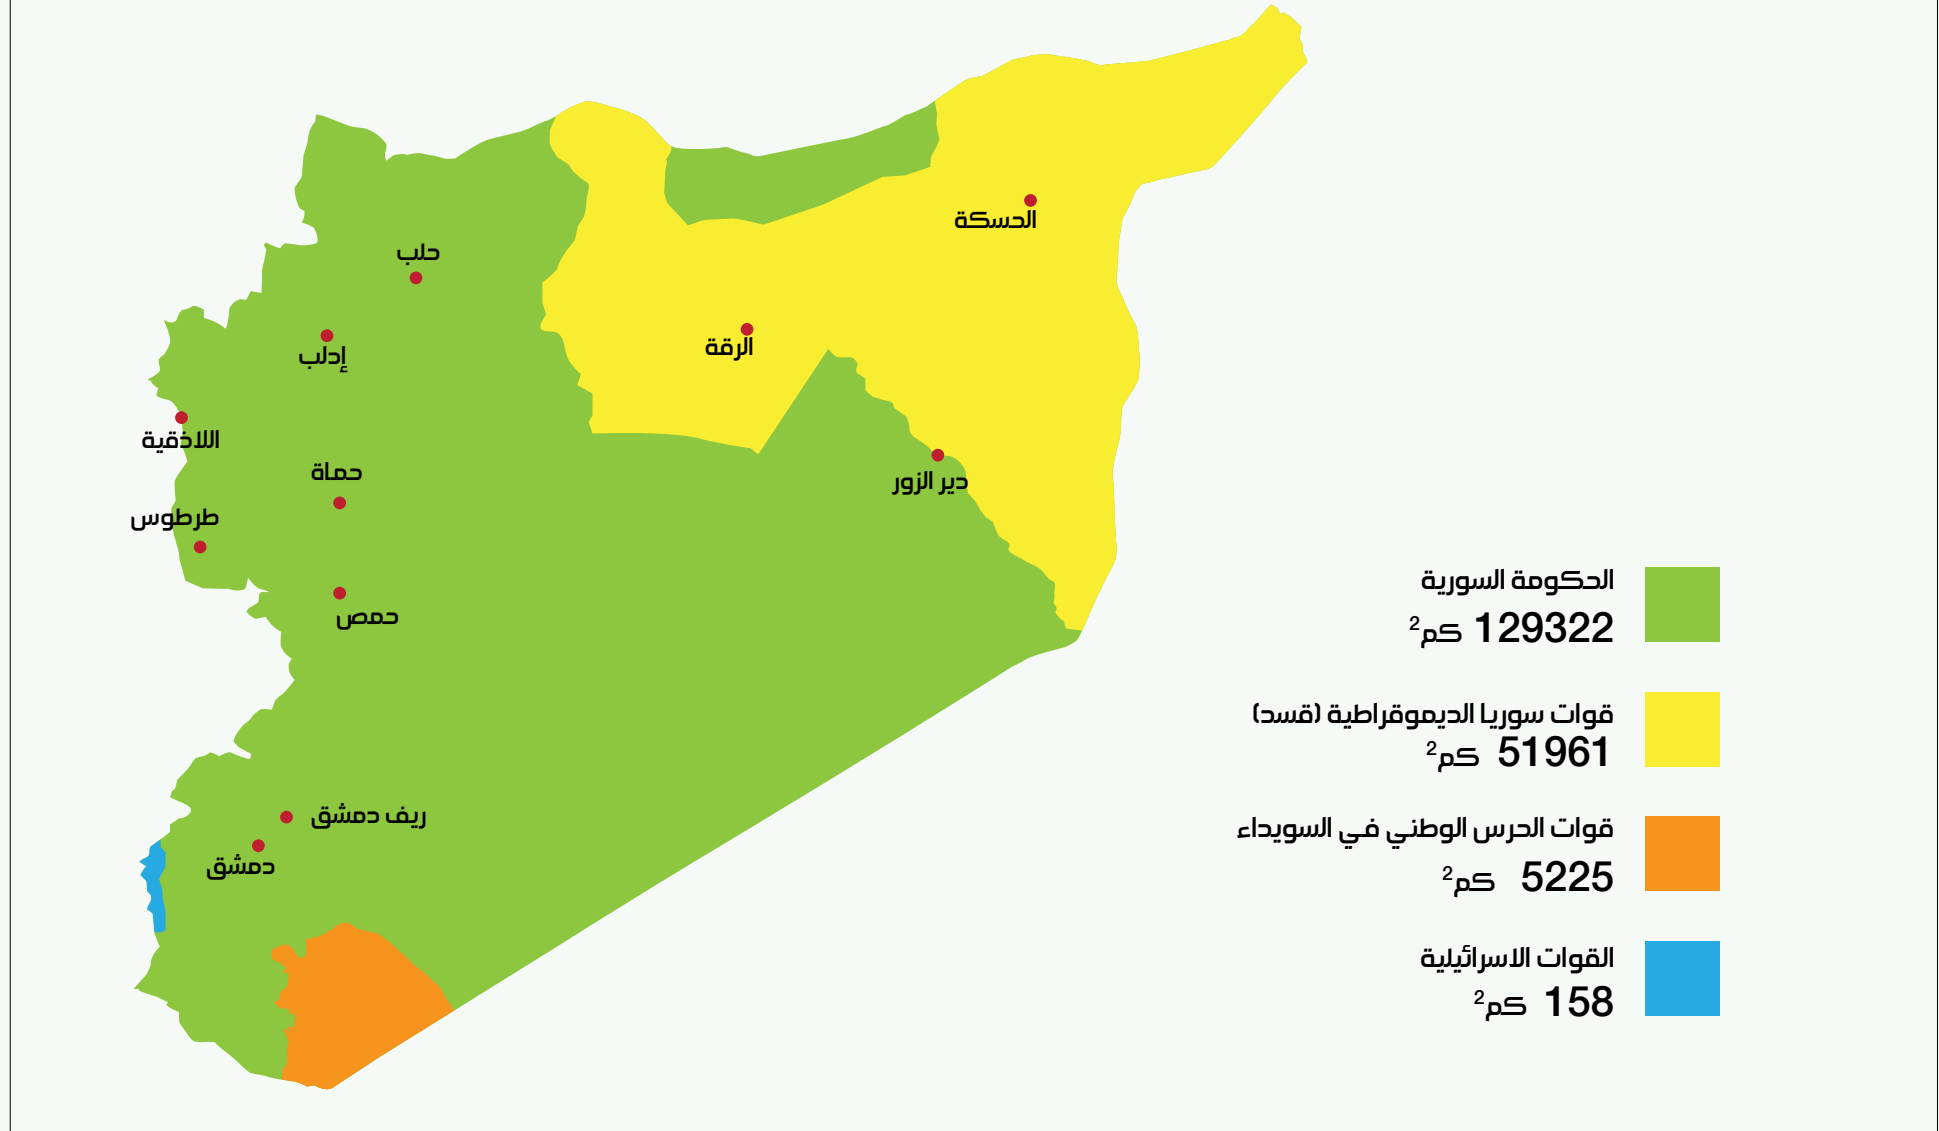 الحسكة
حلب
الرقة
إدلب
اللاذقية
حماة
دير الزور
طرطوس
حمص
ريف دمشق
دمشق
الحكومة السورية
129322 كم²
قوات سوريا الديموقراطية (قسد)
51961 كم²
قوات الحرس الوطني في السويداء
5225 كم²
القوات الاسرائيلية
158 كم²